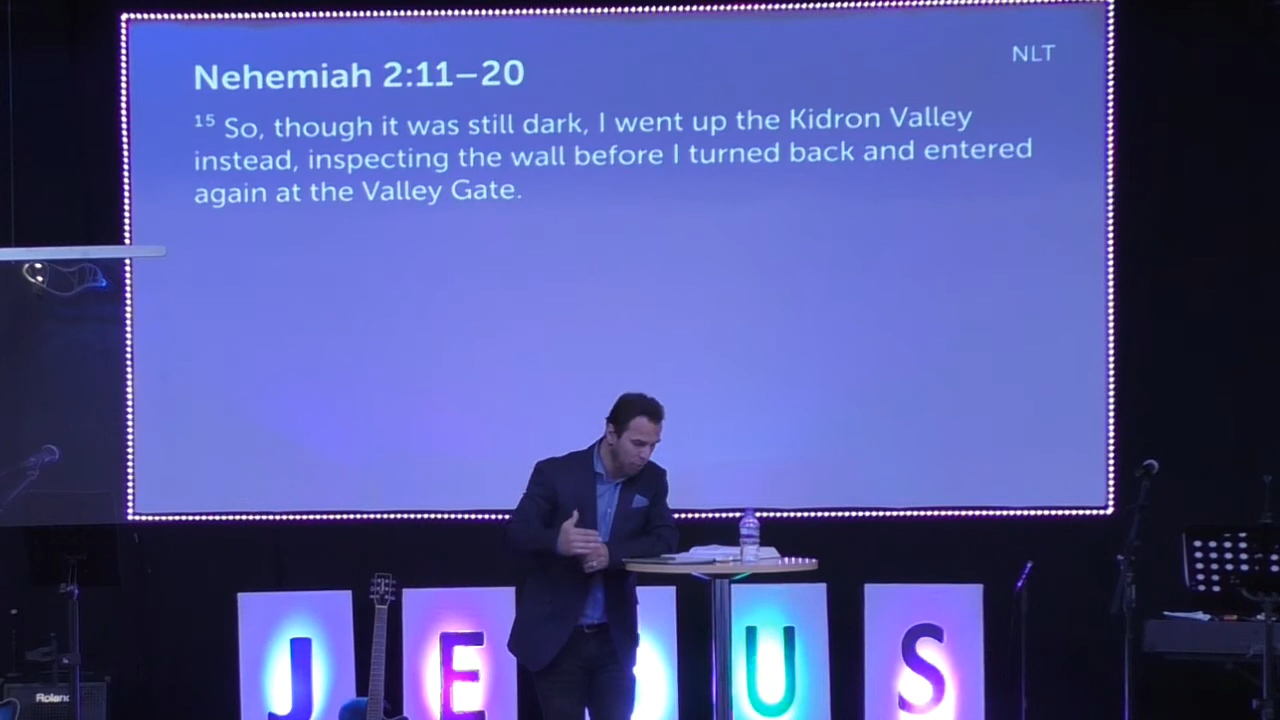 NLT
Nehemiah 2:11–20
15 So, though it was still dark, I went up the Kidron Valley
instead, inspecting the wall before I turned back and entered
again at the Valley Gate.
J E U S
Roland